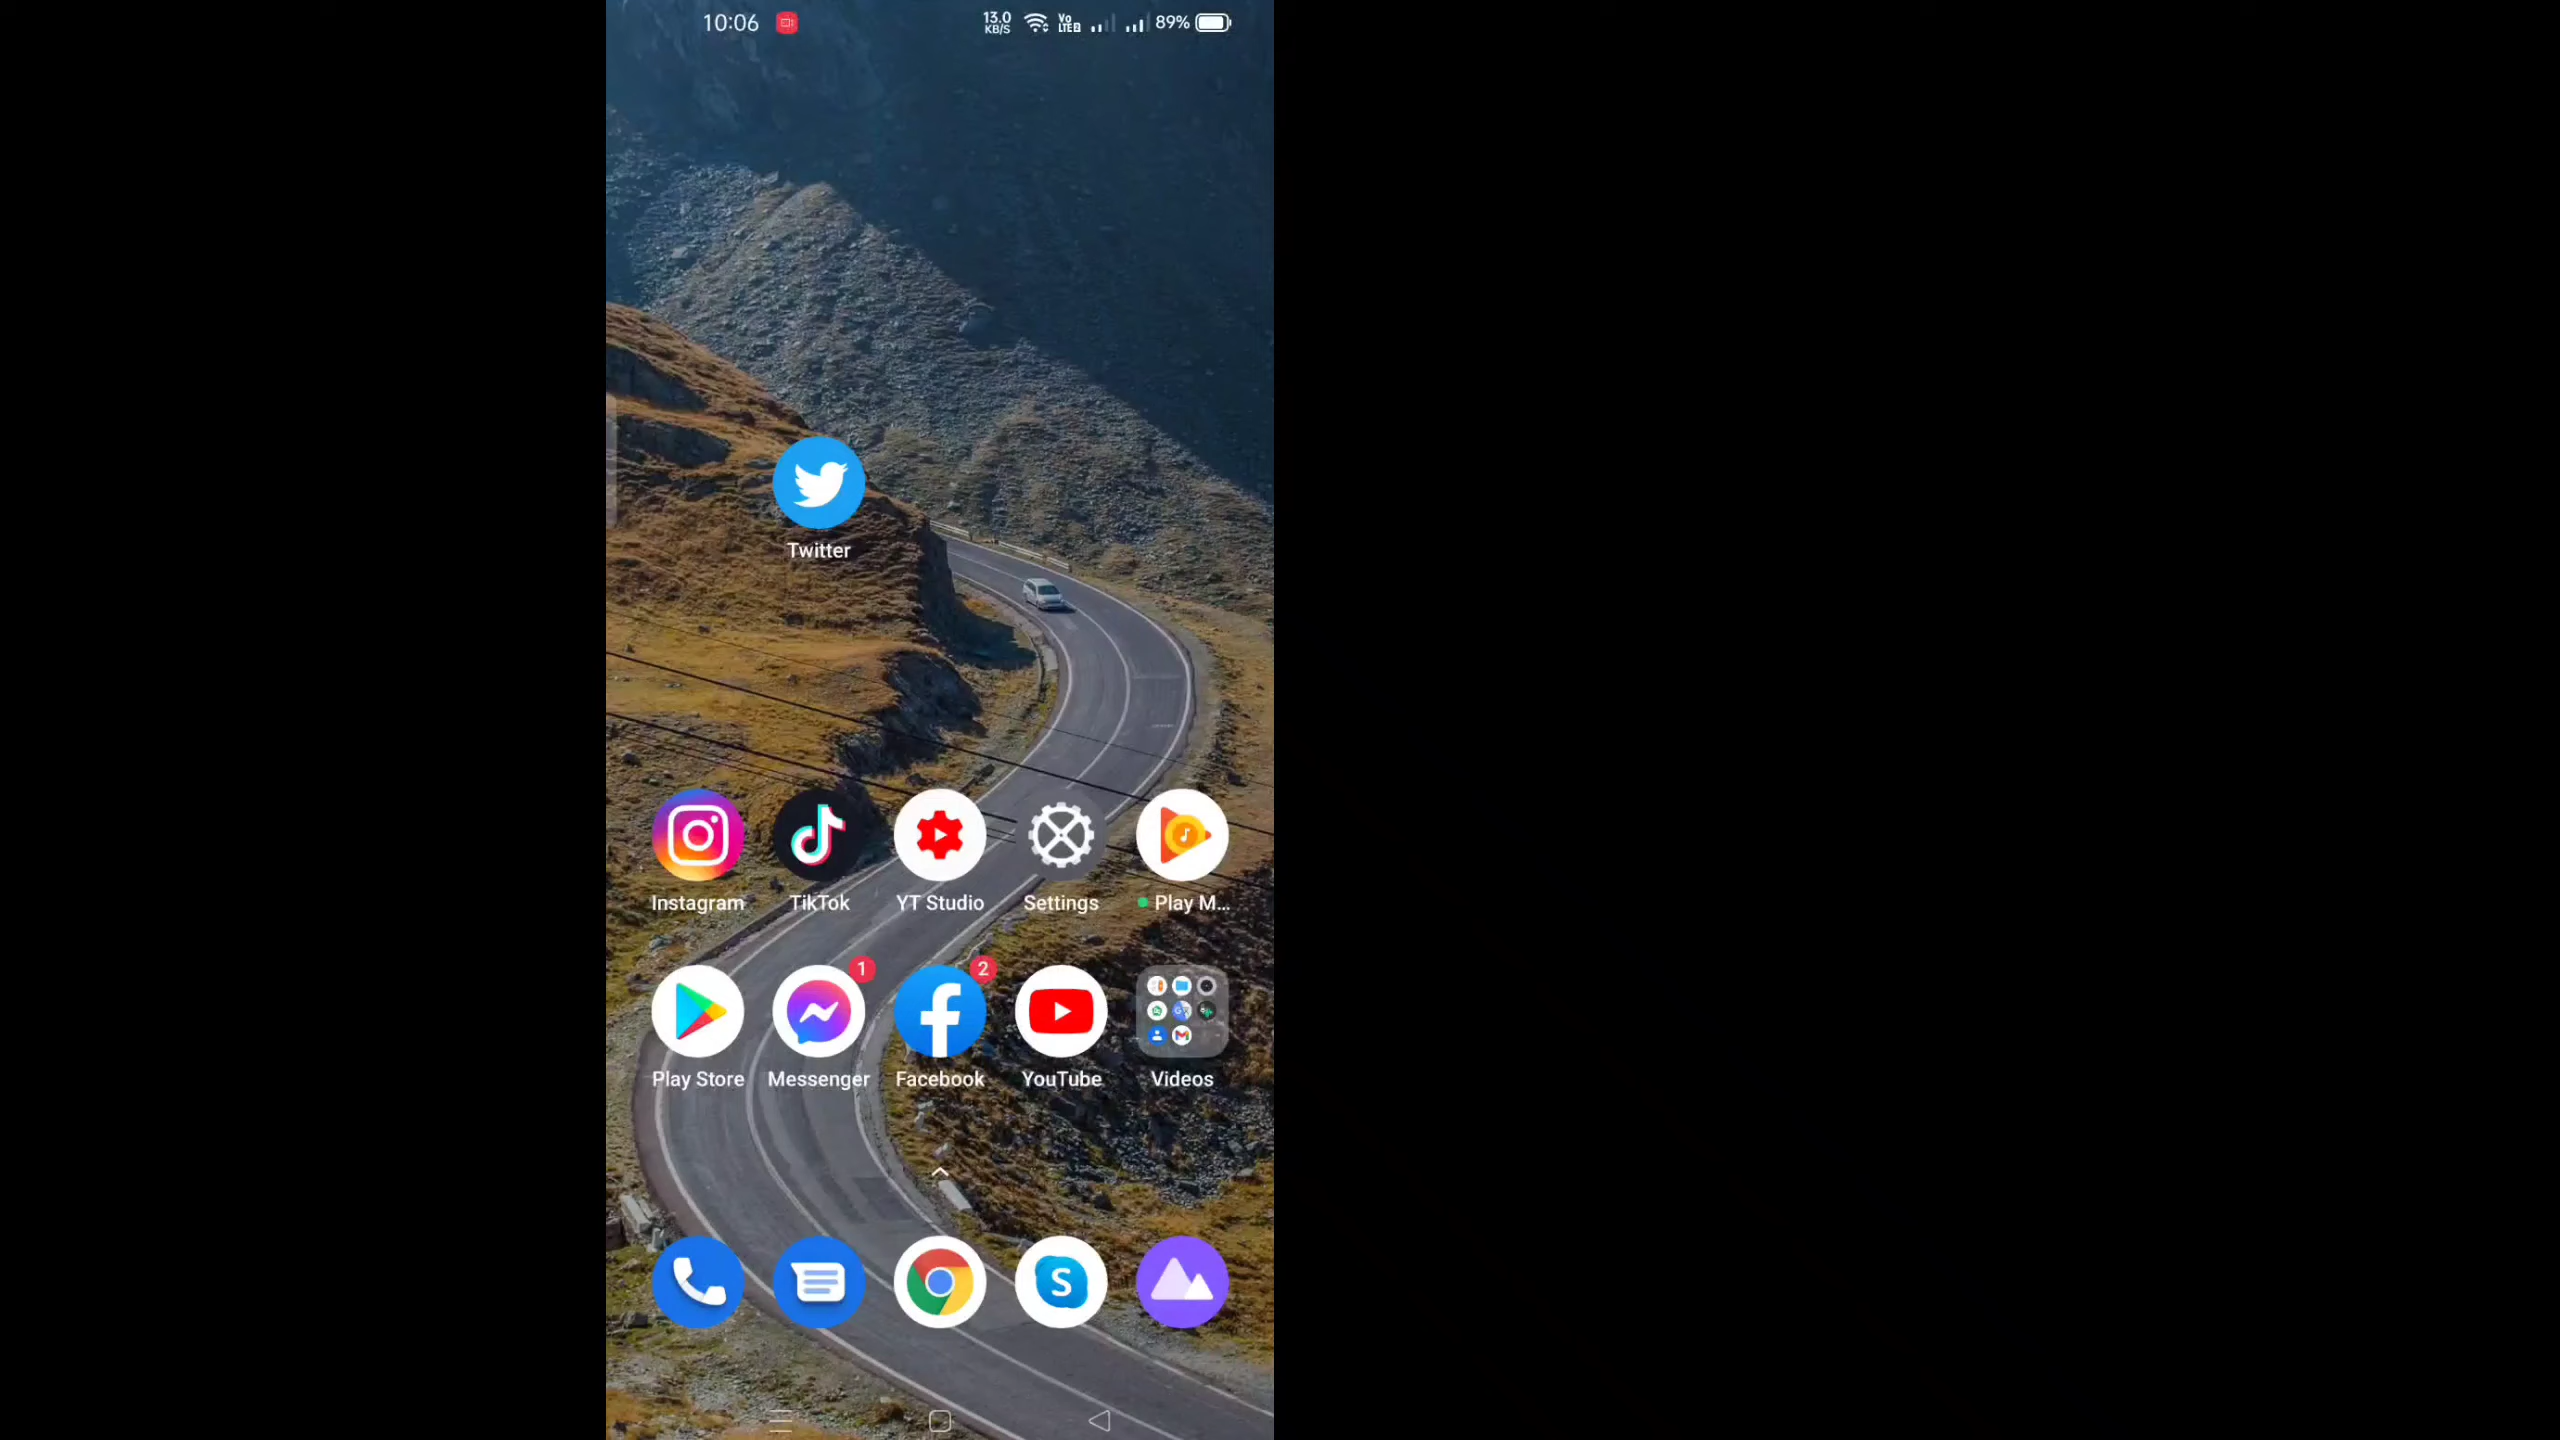 10:06 13.0 KB/S Vo LTE2 89%
Twitter
Instagram TikTok YT Studio Settings Play M...
1 2
Play Store Messenger Facebook YouTube Videos
S